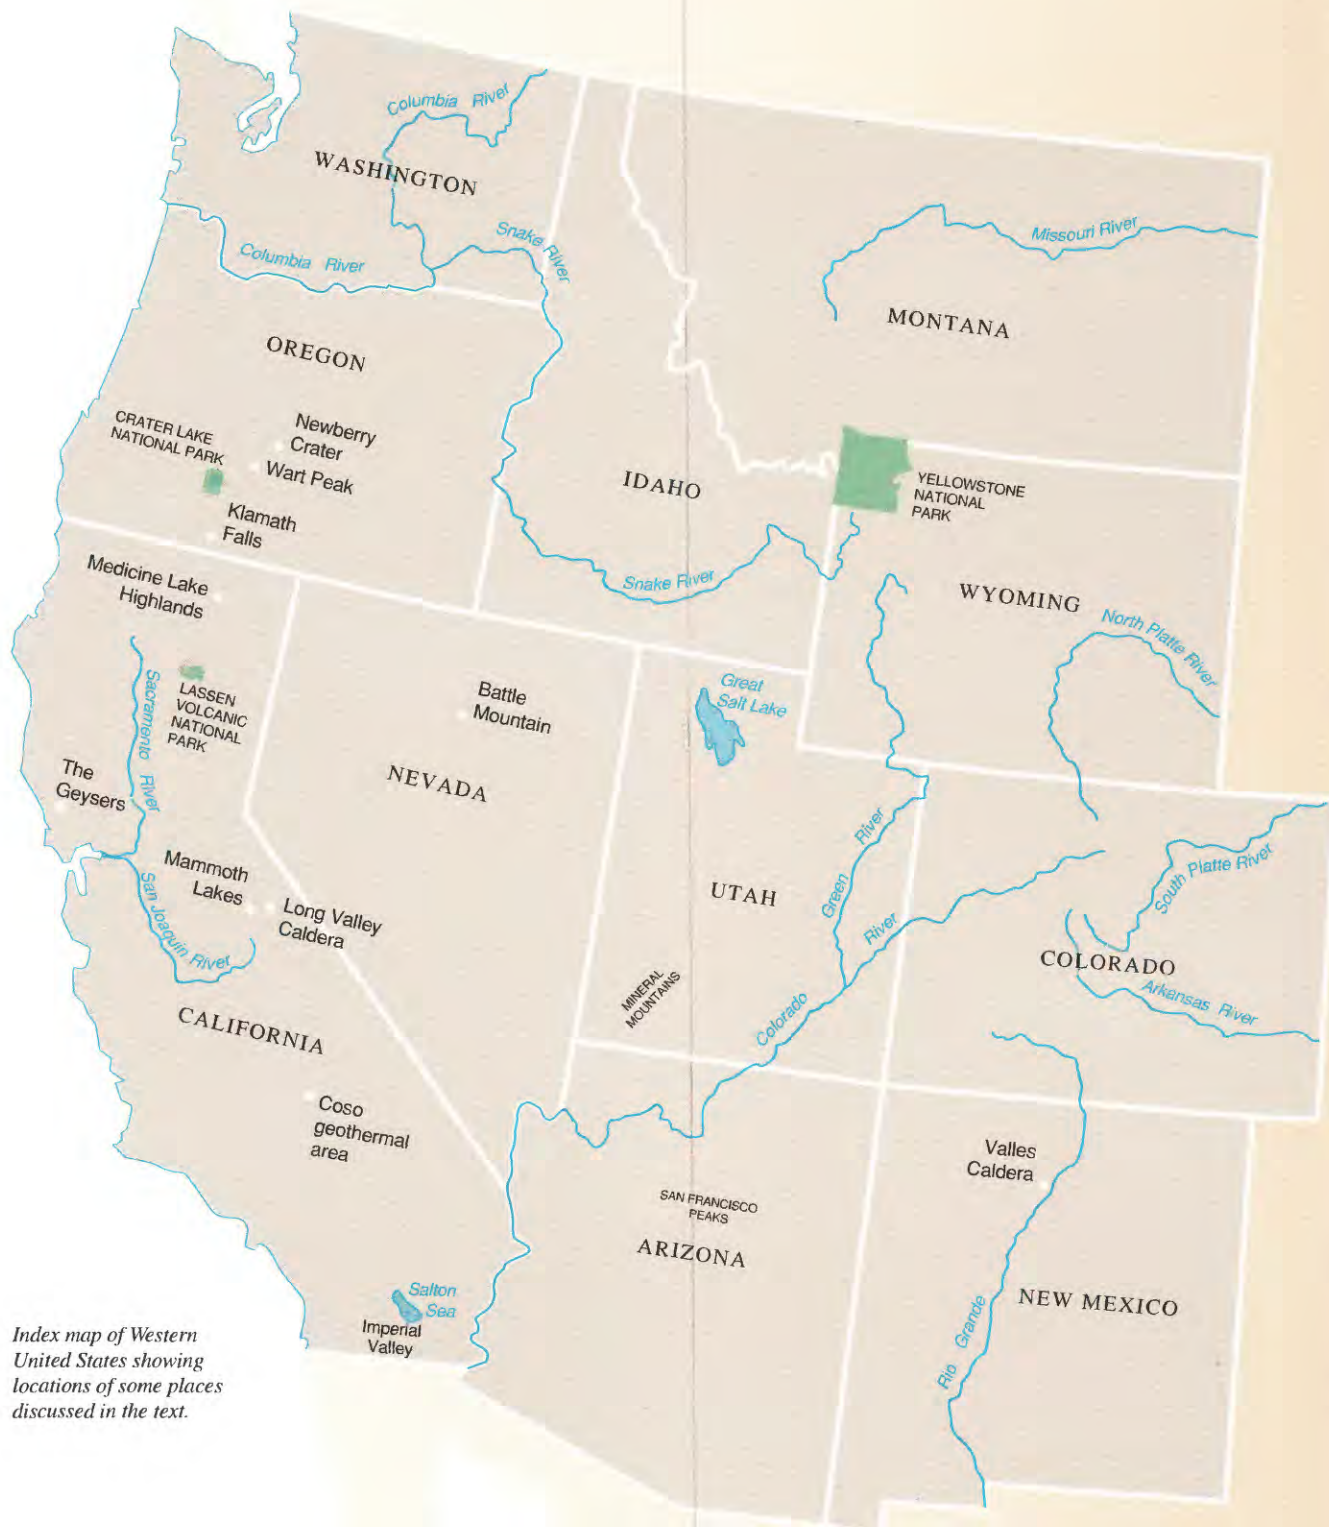 Columbia River
WASHINGTON
Snake River
Columbia River
Missouri River
MONTANA
OREGON
CRATER LAKE
NATIONAL PARK
Newberry
Crater
Wart Peak
Klamath
Falls
IDAHO
YELLOWSTONE
NATIONAL
PARK
Snake River
WYOMING
North Platte River
Medicine Lake
Highlands
Sacramento River
LASSEN
VOLCANIC
NATIONAL
PARK
Battle
Mountain
Great
Salt Lake
NEVADA
The
Geysers
Mammoth
Lakes
San Joaquin River
Long Valley
Caldera
UTAH
Green River
South Platte River
COLORADO
Arkansas River
MINERAL
MOUNTAINS
Colorado River
CALIFORNIA
Coso
geothermal
area
Valles
Caldera
SAN FRANCISCO
PEAKS
ARIZONA
NEW MEXICO
Rio Grande
Salton
Sea
Imperial
Valley
Index map of Western
United States showing
locations of some places
discussed in the text.